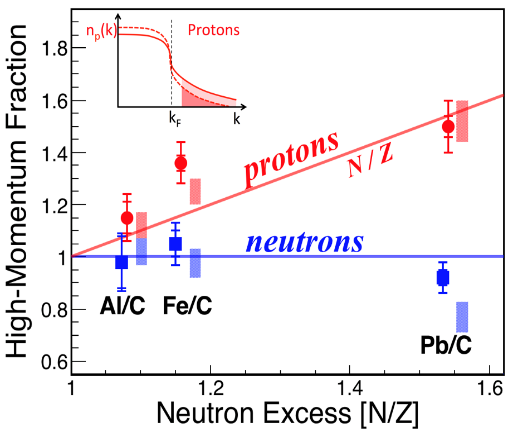 High-Momentum Fraction
1.8
1.6
1.4
1.2
1
0.8
0.6
n_p(k)
Protons
k_F
k
protons
N / Z
neutrons
Al/C
Fe/C
Pb/C
1
1.2
1.4
1.6
Neutron Excess [N/Z]